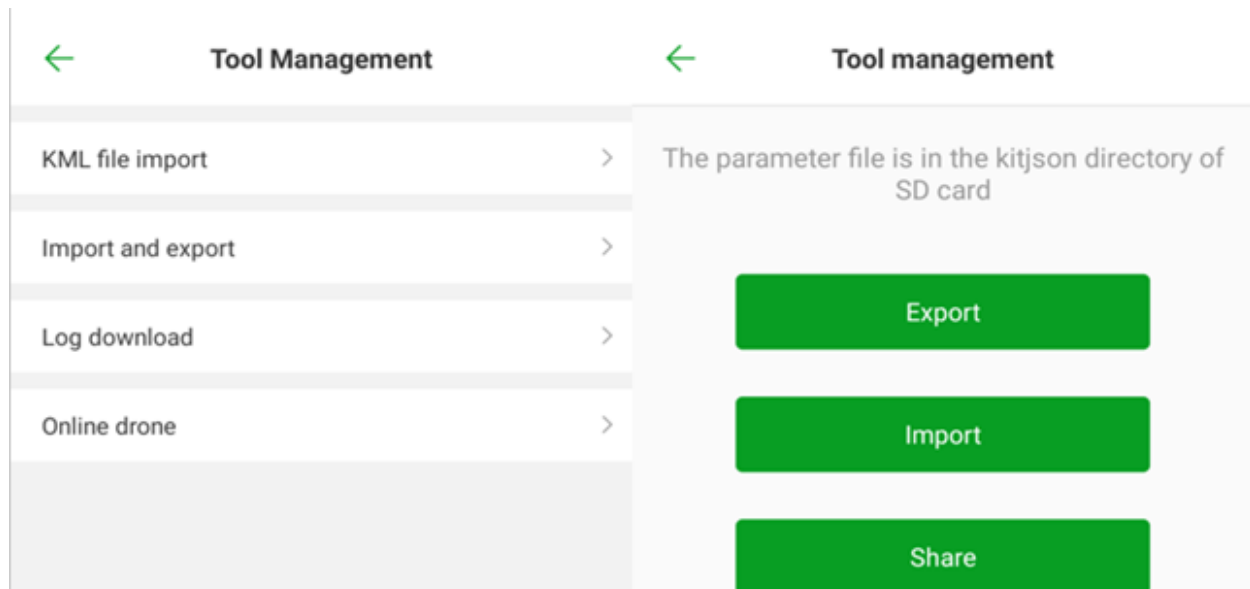 Tool Management
KML file import
Import and export
Log download
Online drone
Tool management
The parameter file is in the kitjson directory of
SD card
Export
Import
Share